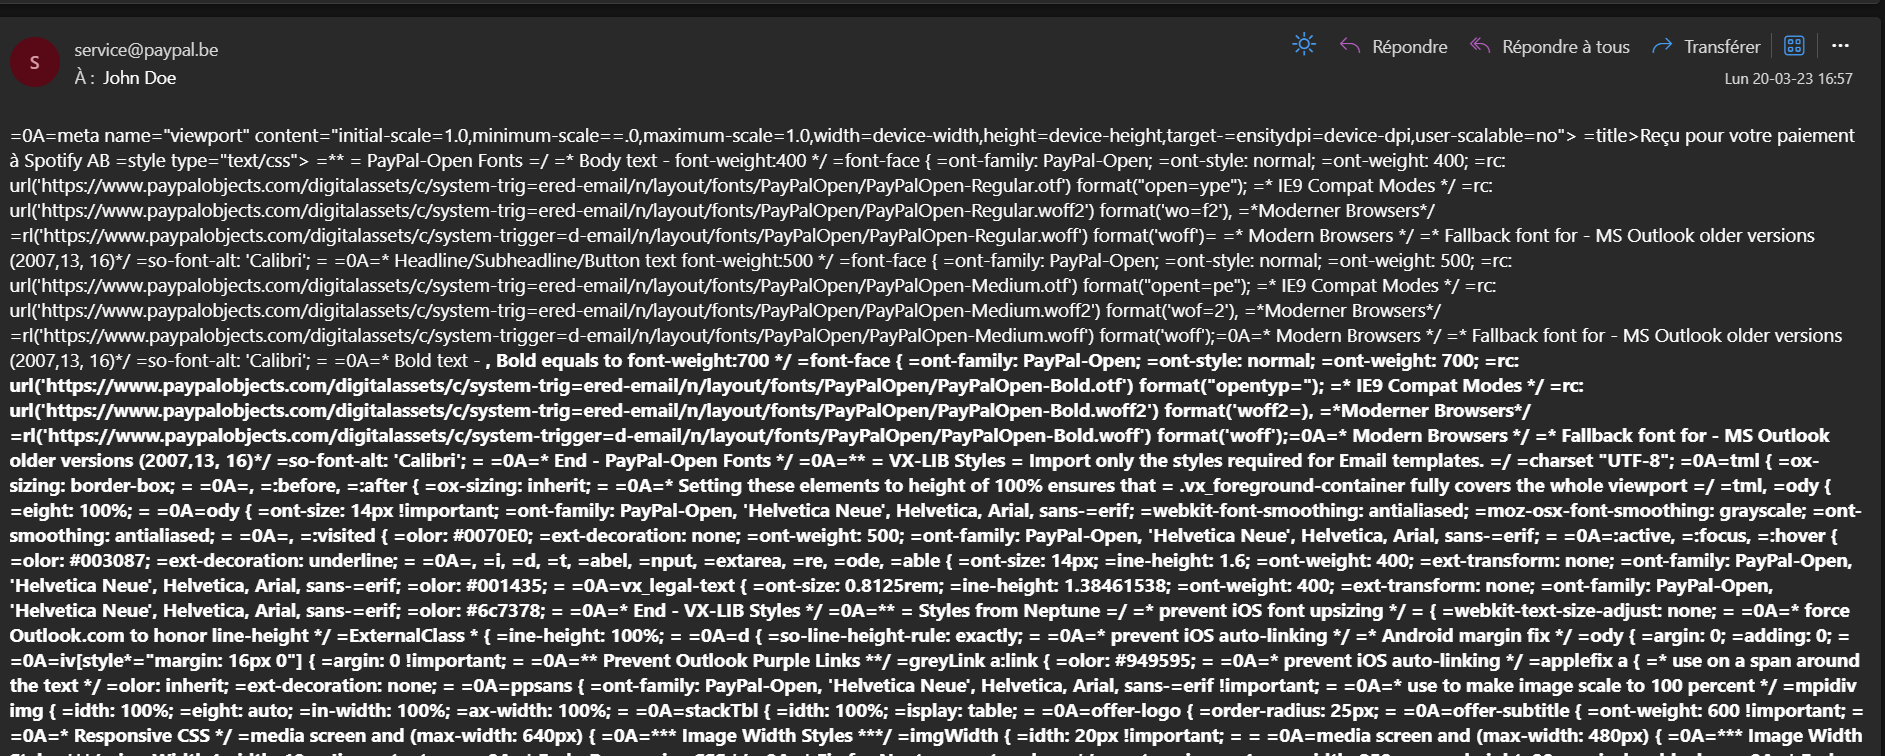 S
service@paypal.be
À : John Doe
Répondre
Répondre à tous
Transférer
Lun 20-03-23 16:57
=0A=meta name="viewport" content="initial-scale=1.0,minimum-scale==.0,maximum-scale=1.0,width=device-width,height=device-height,target-=ensitydpi=device-dpi,user-scalable=no"> =title>Reçu pour votre paiement
à Spotify AB =style type="text/css"> =** = PayPal-Open Fonts =/ =* Body text - font-weight:400 */ =font-face { =ont-family: PayPal-Open; =ont-style: normal; =ont-weight: 400; =rc:
url('https://www.paypalobjects.com/digitalassets/c/system-trig=ered-email/n/layout/fonts/PayPalOpen/PayPalOpen-Regular.otf') format("open=ype"); =* IE9 Compat Modes */ =rc:
url('https://www.paypalobjects.com/digitalassets/c/system-trig=ered-email/n/layout/fonts/PayPalOpen/PayPalOpen-Regular.woff2') format('wo=f2'), =*Moderner Browsers*/
=rl('https://www.paypalobjects.com/digitalassets/c/system-trigger=d-email/n/layout/fonts/PayPalOpen/PayPalOpen-Regular.woff') format('woff')= =* Modern Browsers */ =* Fallback font for - MS Outlook older versions
(2007,13, 16)*/ =so-font-alt: 'Calibri'; = =0A=* Headline/Subheadline/Button text font-weight:500 */ =font-face { =ont-family: PayPal-Open; =ont-style: normal; =ont-weight: 500; =rc:
url('https://www.paypalobjects.com/digitalassets/c/system-trig=ered-email/n/layout/fonts/PayPalOpen/PayPalOpen-Medium.otf') format("opent=pe"); =* IE9 Compat Modes */ =rc:
url('https://www.paypalobjects.com/digitalassets/c/system-trig=ered-email/n/layout/fonts/PayPalOpen/PayPalOpen-Medium.woff2') format('wof=2'), =*Moderner Browsers*/
=rl('https://www.paypalobjects.com/digitalassets/c/system-trigger=d-email/n/layout/fonts/PayPalOpen/PayPalOpen-Medium.woff') format('woff');=0A=* Modern Browsers */ =* Fallback font for - MS Outlook older versions
(2007,13, 16)*/ =so-font-alt: 'Calibri'; = =0A=* Bold text - , Bold equals to font-weight:700 */ =font-face { =ont-family: PayPal-Open; =ont-style: normal; =ont-weight: 700; =rc:
url('https://www.paypalobjects.com/digitalassets/c/system-trig=ered-email/n/layout/fonts/PayPalOpen/PayPalOpen-Bold.otf') format("opentyp="); =* IE9 Compat Modes */ =rc:
url('https://www.paypalobjects.com/digitalassets/c/system-trig=ered-email/n/layout/fonts/PayPalOpen/PayPalOpen-Bold.woff2') format('woff2=), =*Moderner Browsers*/
=rl('https://www.paypalobjects.com/digitalassets/c/system-trigger=d-email/n/layout/fonts/PayPalOpen/PayPalOpen-Bold.woff') format('woff');=0A=* Modern Browsers */ =* Fallback font for - MS Outlook
older versions (2007,13, 16)*/ =so-font-alt: 'Calibri'; = =0A=* End - PayPal-Open Fonts */ =0A=** = VX-LIB Styles = Import only the styles required for Email templates. =/ =charset "UTF-8"; =0A=tml { =ox-
sizing: border-box; = =0A=, =:before, =:after { =ox-sizing: inherit; = =0A=* Setting these elements to height of 100% ensures that = .vx_foreground-container fully covers the whole viewport =/ =tml, =ody {
=eight: 100%; = =0A=ody { =ont-size: 14px !important; =ont-family: PayPal-Open, 'Helvetica Neue', Helvetica, Arial, sans-=erif; =webkit-font-smoothing: antialiased; =moz-osx-font-smoothing: grayscale; =ont-
smoothing: antialiased; = =0A=, =:visited { =color: #0070E0; =ext-decoration: none; =ont-weight: 500; =ont-family: PayPal-Open, 'Helvetica Neue', Helvetica, Arial, sans-=erif; = =0A=:active, =:focus, =:hover {
=olor: #003087; =ext-decoration: underline; = =0A=, =i, =d, =t, =abel, =nput, =extarea, =re, =ode, =able { =ont-size: 14px; =ine-height: 1.6; =ont-weight: 400; =ext-transform: none; =ont-family: PayPal-Open,
'Helvetica Neue', Helvetica, Arial, sans-=erif; =olor: #001435; = =0A=vx_legal-text { =ont-size: 0.8125rem; =ine-height: 1.38461538; =ont-weight: 400; =ext-transform: none; =ont-family: PayPal-Open,
'Helvetica Neue', Helvetica, Arial, sans-=erif; =olor: #6c7378; = =0A=* End - VX-LIB Styles */ =0A=** = Styles from Neptune =/ =* prevent iOS font upsizing */ = { =webkit-text-size-adjust: none; = =0A=* force
Outlook.com to honor line-height */ =ExternalClass * { =ine-height: 100%; = =0A=d { =so-line-height-rule: exactly; = =0A=* prevent iOS auto-linking */ =* Android margin fix */ =ody { =argin: 0; =adding: 0; =
=0A=iv[style*="margin: 16px 0"] { =argin: 0 !important; = =0A=** Prevent Outlook Purple Links **/ =greyLink a:link { =olor: #949595; = =0A=* prevent iOS auto-linking */ =applefix a { =* use on a span around
the text */ =olor: inherit; =ext-decoration: none; = =0A=ppsans { =ont-family: PayPal-Open, 'Helvetica Neue', Helvetica, Arial, sans-=erif !important; = =0A=* use to make image scale to 100 percent */ =mpidiv
img { =idth: 100%; =eight: auto; =in-width: 100%; =ax-width: 100%; = =0A=stackTbl { =idth: 100%; =isplay: table; = =0A=offer-logo { =order-radius: 25px; = =0A=offer-subtitle { =ont-weight: 600 !important; =
=0A=* Responsive CSS */ =media screen and (max-width: 640px) { =0A=*** Image Width Styles ***/ =imgWidth { =idth: 20px !important; = = =0A=media screen and (max-width: 480px) { =0A=*** Image Width